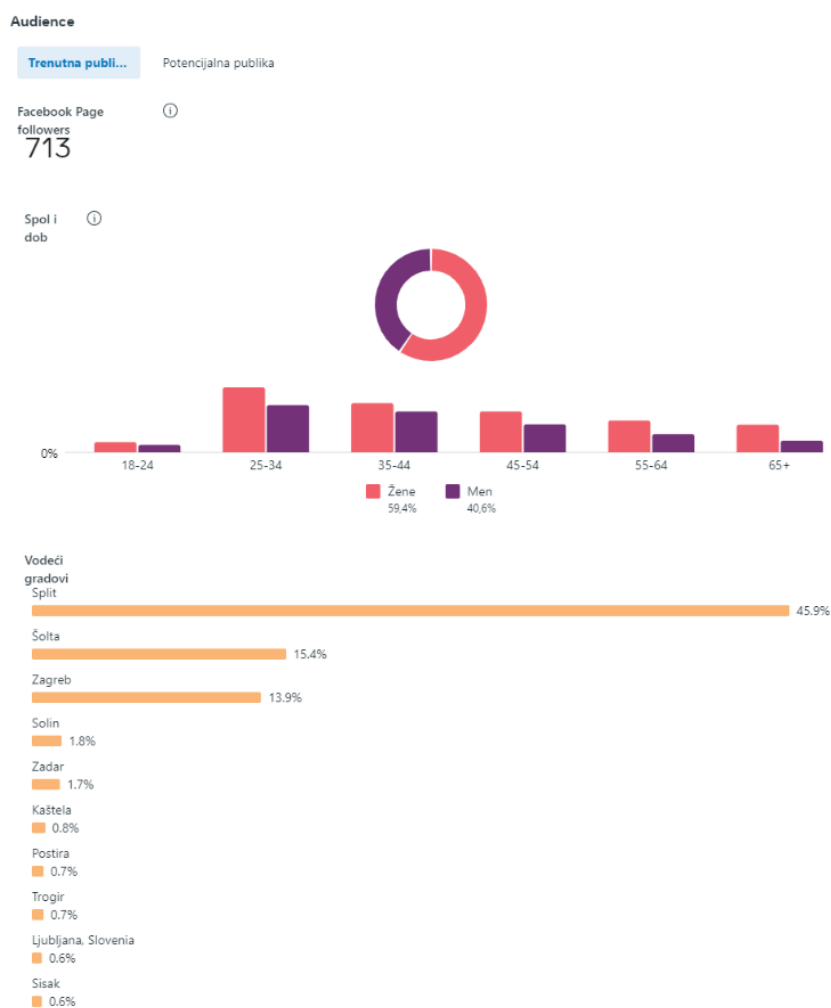 Audience
Trenutna publi...
Potencijalna publika
Facebook Page
followers
713
Spol i
dob
0%
18-24
25-34
35-44
45-54
55-64
65+
Žene
59,4%
Men
40,6%
Vodeći
gradovi
Split
45.9%
Šolta
15.4%
Zagreb
13.9%
Solin
1.8%
Zadar
1.7%
Kaštela
0.8%
Postira
0.7%
Trogir
0.7%
Ljubljana, Slovenia
0.6%
Sisak
0.6%